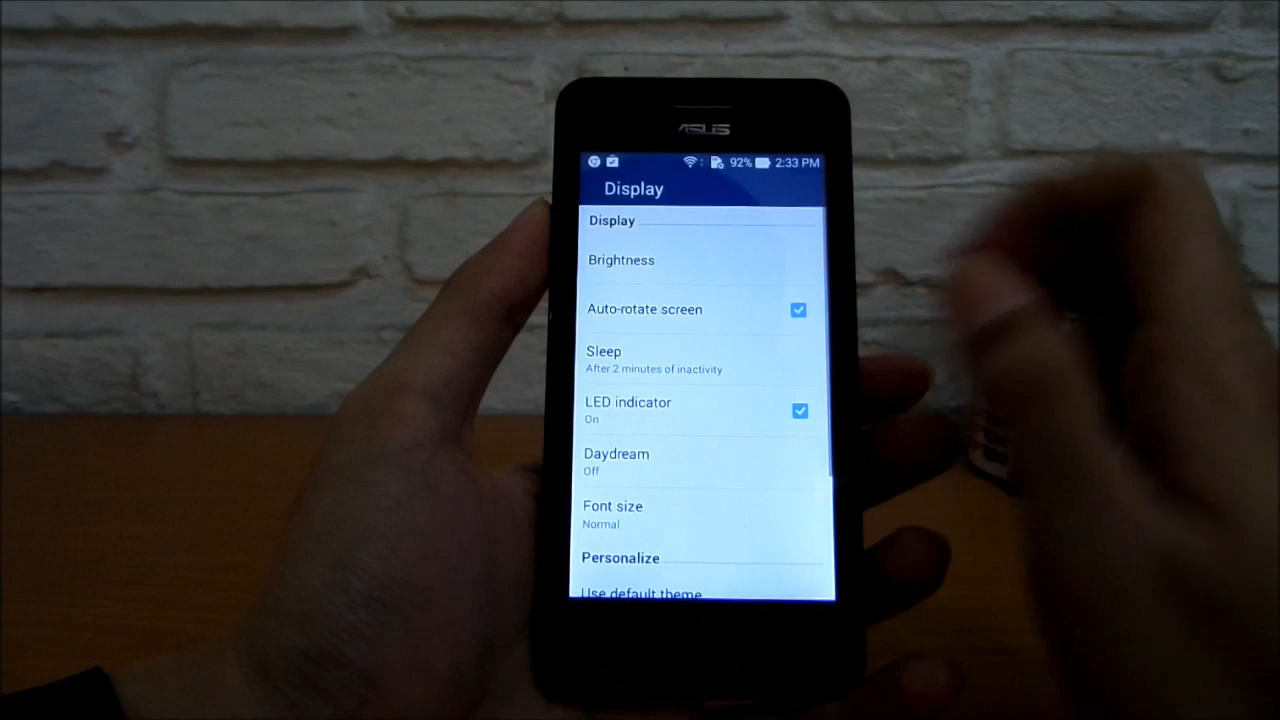 ASUS
92% 2:33 PM
Display
Display
Brightness
Auto-rotate screen
Sleep
After 2 minutes of inactivity
LED indicator
On
Daydream
Off
Font size
Normal
Personalize
Use default theme